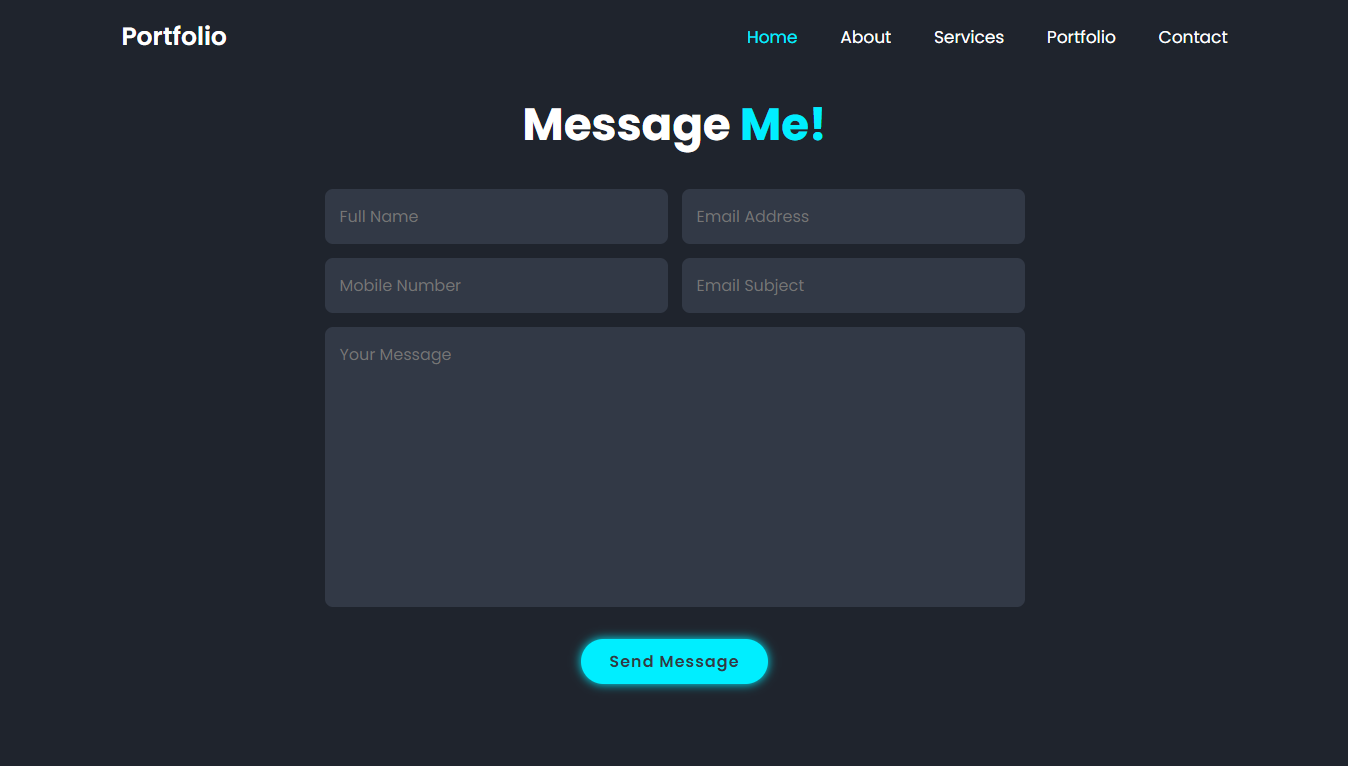 Portfolio Home About Services Portfolio Contact
Message Me!
Full Name Email Address
Mobile Number Email Subject
Your Message
Send Message